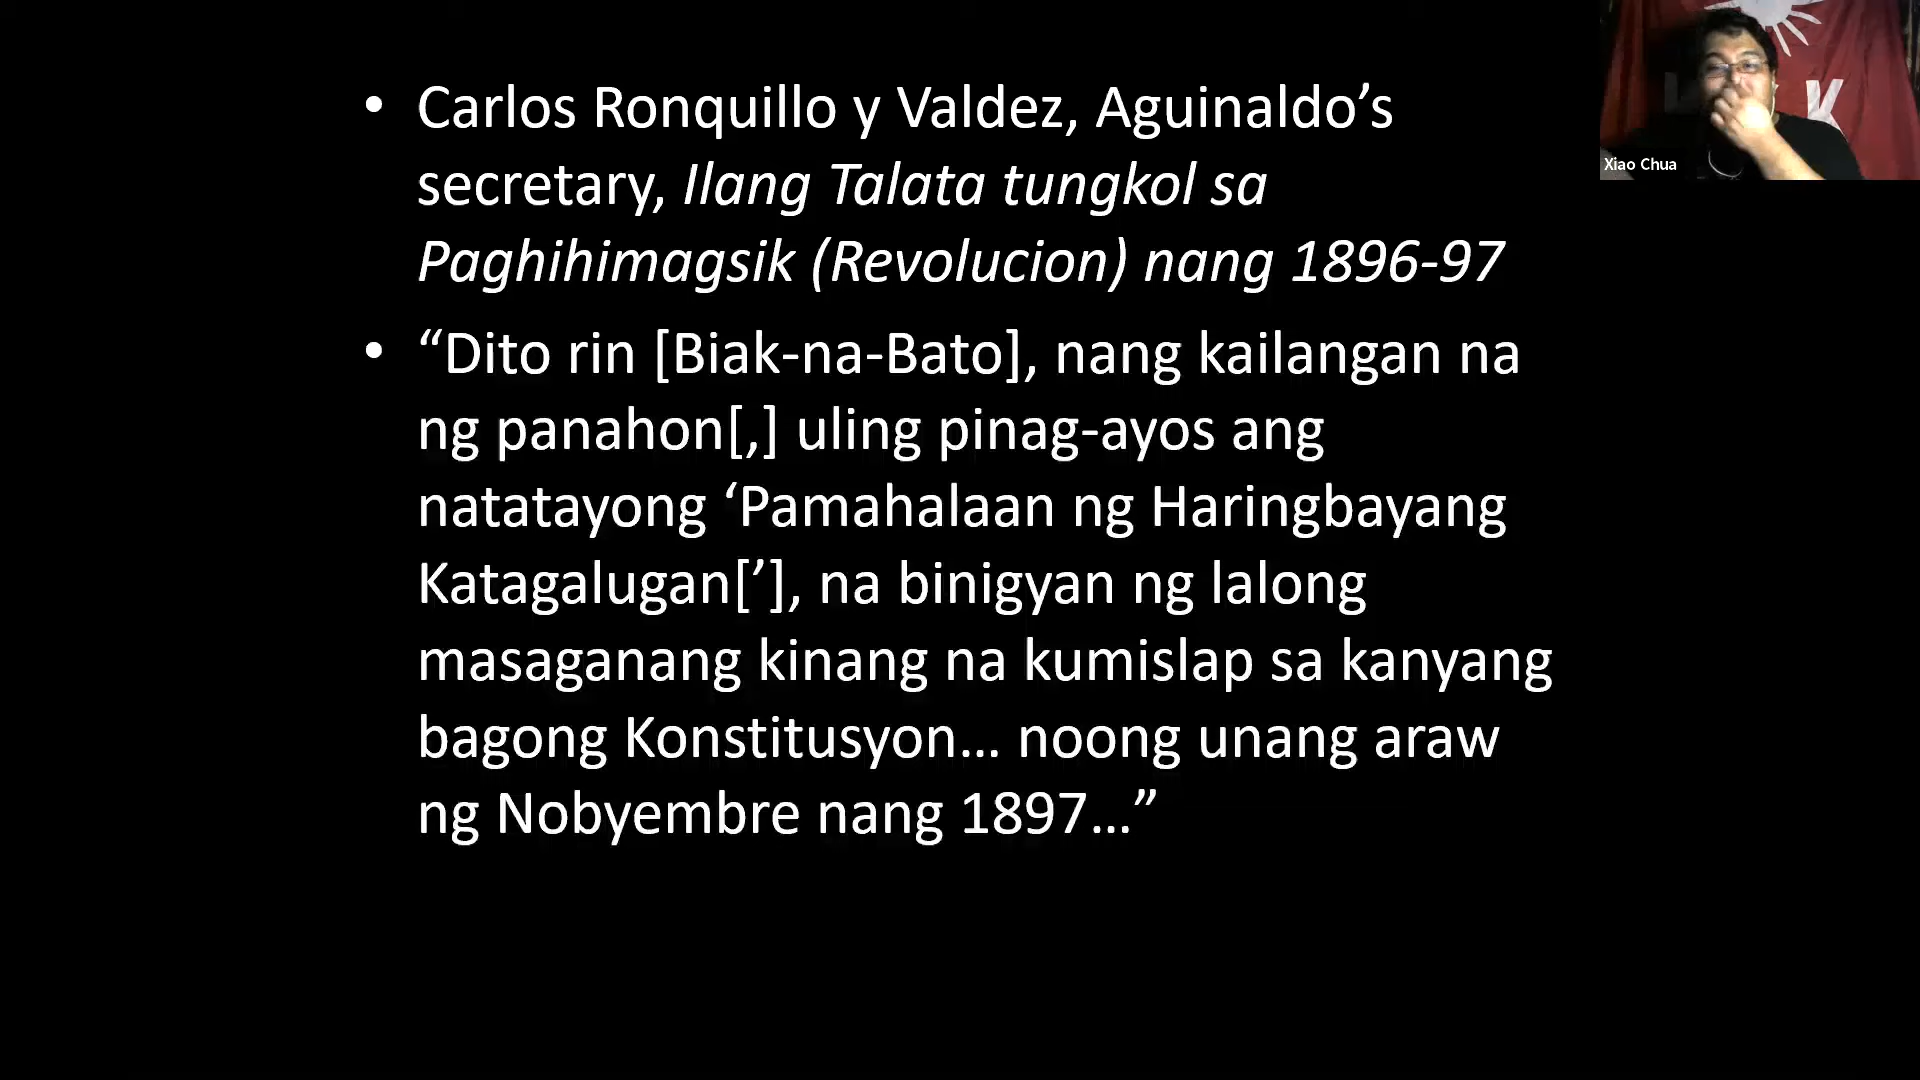 • Carlos Ronquillo y Valdez, Aguinaldo’s
secretary, Ilang Talata tungkol sa
Paghihimagsik (Revolucion) nang 1896-97
• “Dito rin [Biak-na-Bato], nang kailangan na
ng panahon[,] uling pinag-ayos ang
natatayong ‘Pamahalaan ng Haringbayang
Katagalugan[’], na binigyan ng lalong
masaganang kinang na kumislap sa kanyang
bagong Konstitusyon… noong unang araw
ng Nobyembre nang 1897…”
K
Xiao Chua